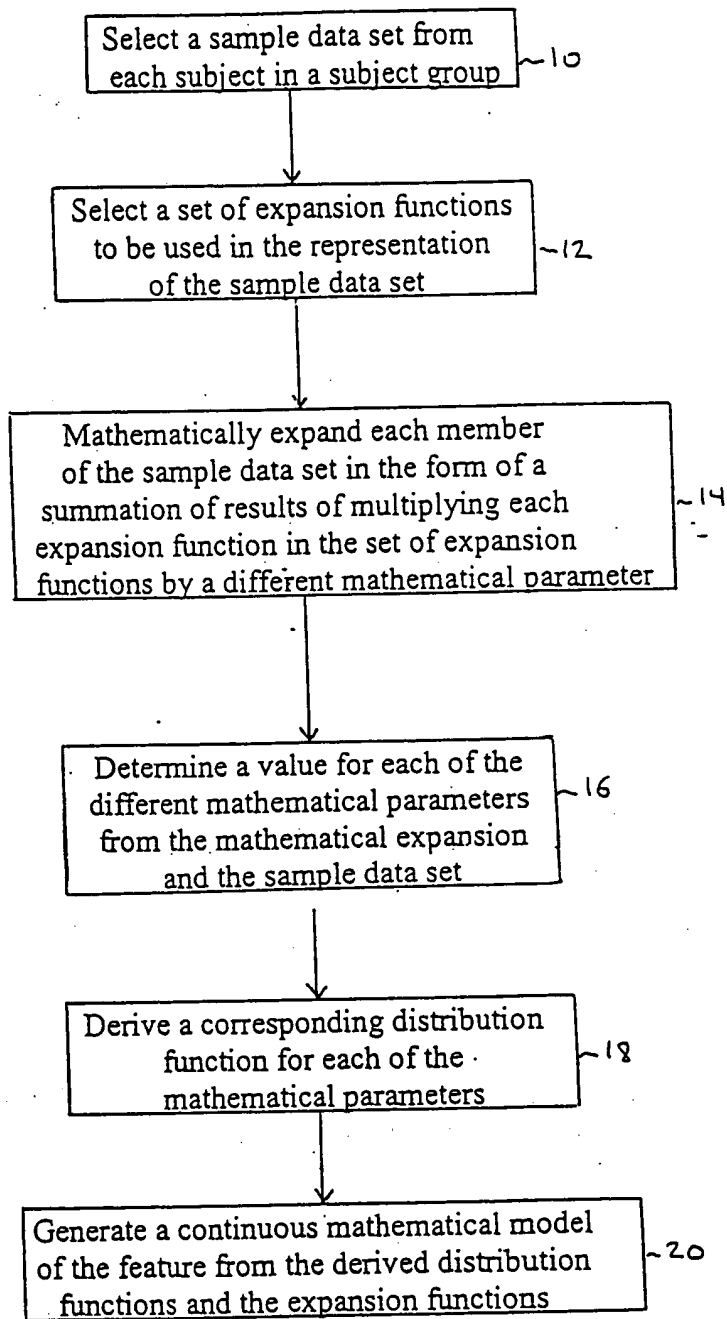 Select a sample data set from
each subject in a subject group
~10
Select a set of expansion functions
to be used in the representation
of the sample data set
~12
Mathematically expand each member
of the sample data set in the form of a
summation of results of multiplying each
expansion function in the set of expansion
functions by a different mathematical parameter
~14
Determine a value for each of the
different mathematical parameters
from the mathematical expansion
and the sample data set
~16
Derive a corresponding distribution
function for each of the
mathematical parameters
~18
Generate a continuous mathematical model
of the feature from the derived distribution
functions and the expansion functions
~20